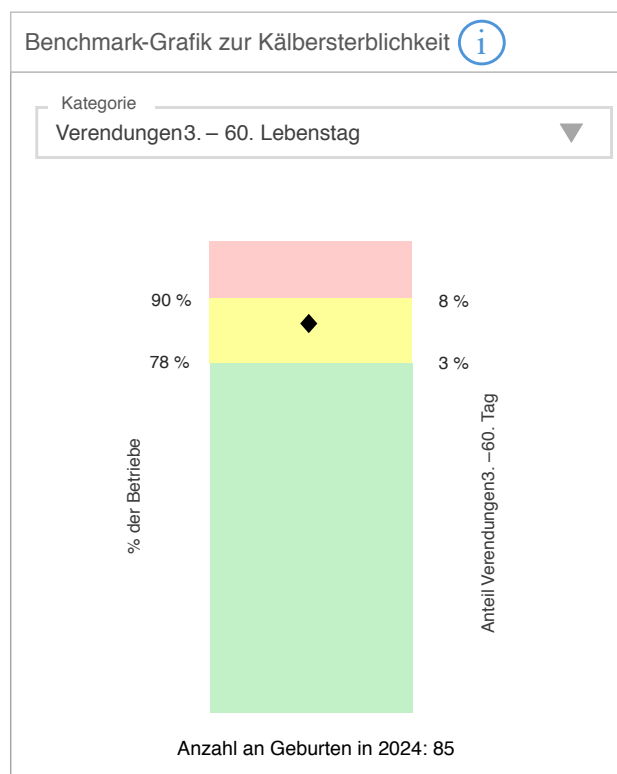 Benchmark-Grafik zur Kälbersterblichkeit i
Kategorie
Verendungen3. – 60. Lebenstag
90 %
8 %
78 %
3 %
% der Betriebe
Anteil Verendungen3. –60. Tag
Anzahl an Geburten in 2024: 85